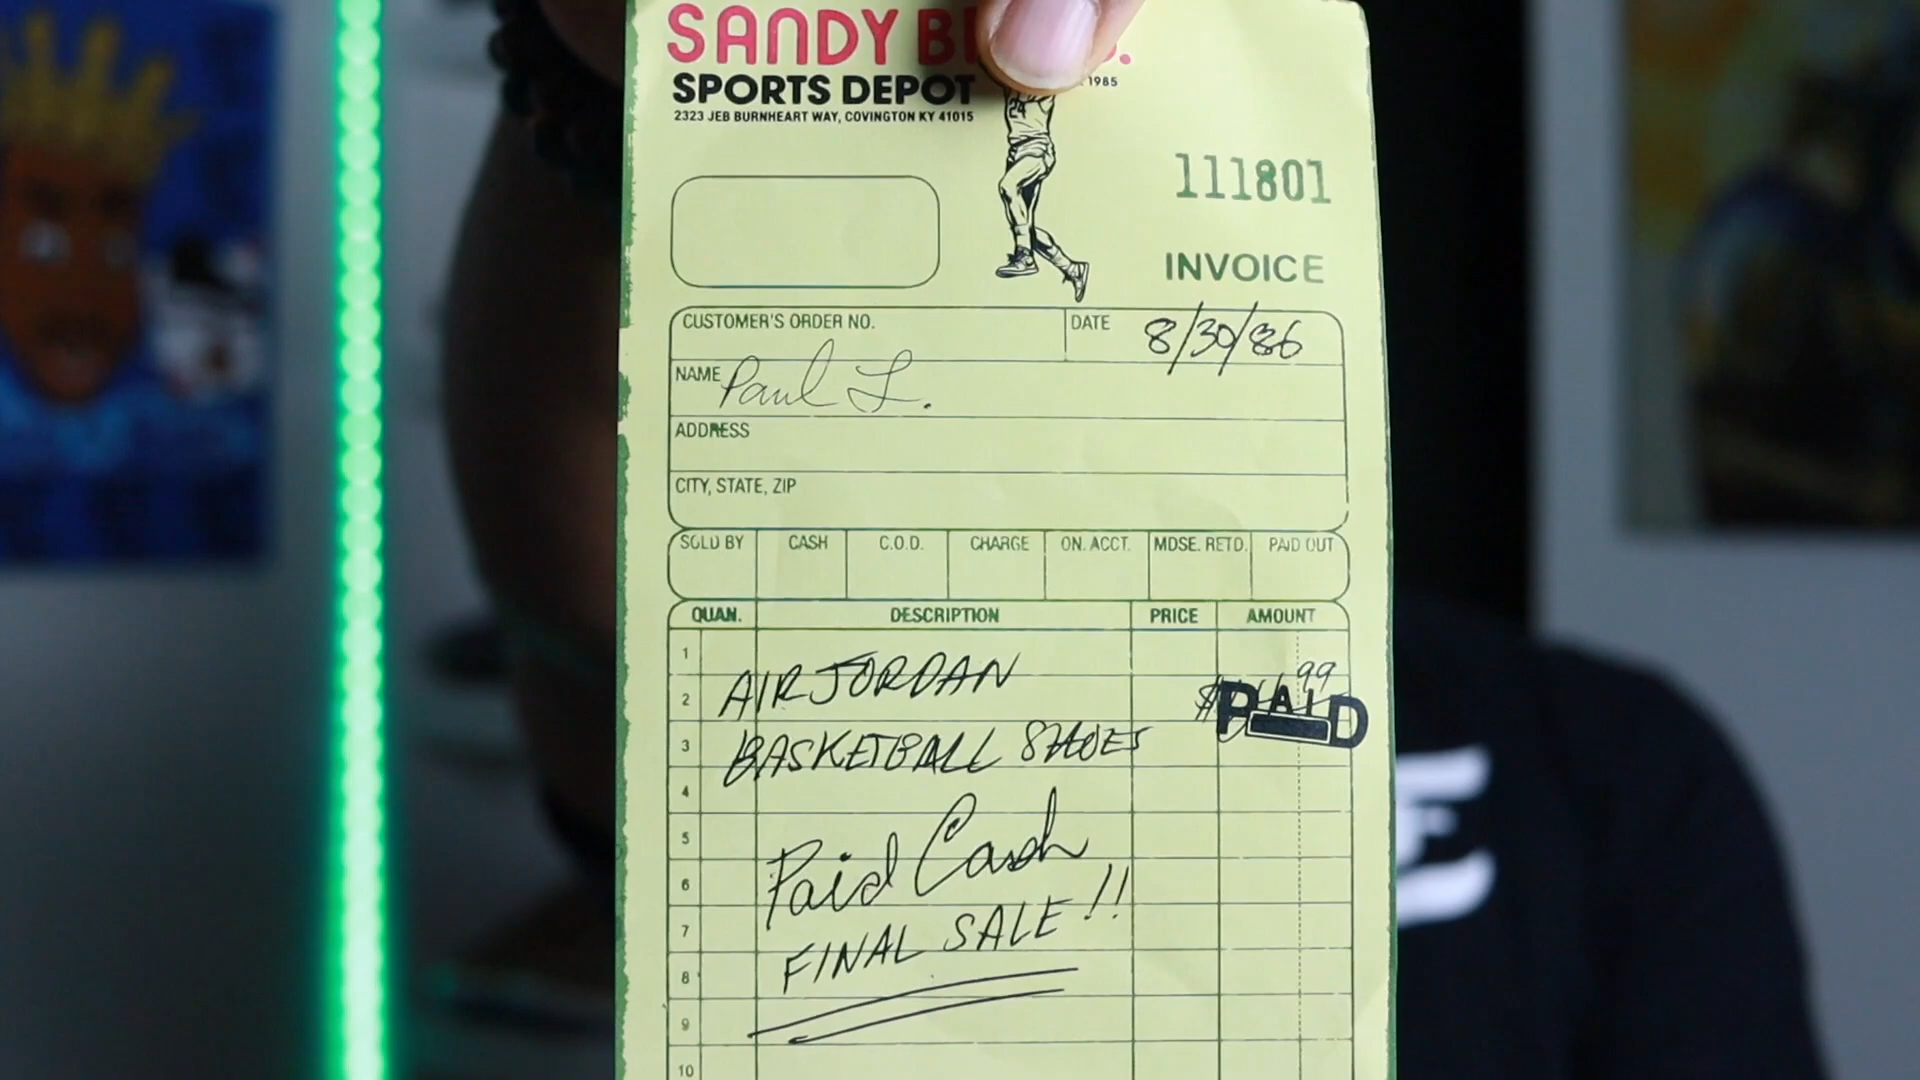 SANDY
SPORTS DEPOT
1985
2323 JEB BURNHEART WAY, COVINGTON KY 41015
24
111801
INVOICE
CUSTOMER'S ORDER NO. DATE 8/30/86
NAME Paul L.
ADDRESS
CITY, STATE, ZIP
SOLD BY CASH C.O.D. CHARGE ON. ACCT. MDSE. RETD. PAID OUT
QUAN. DESCRIPTION PRICE AMOUNT
1
2 AIR JORDAN 99 PAID
3 BASKETBALL SHOES
4
5
6 Paid Cash
7
8 FINAL SALE!!
9
10